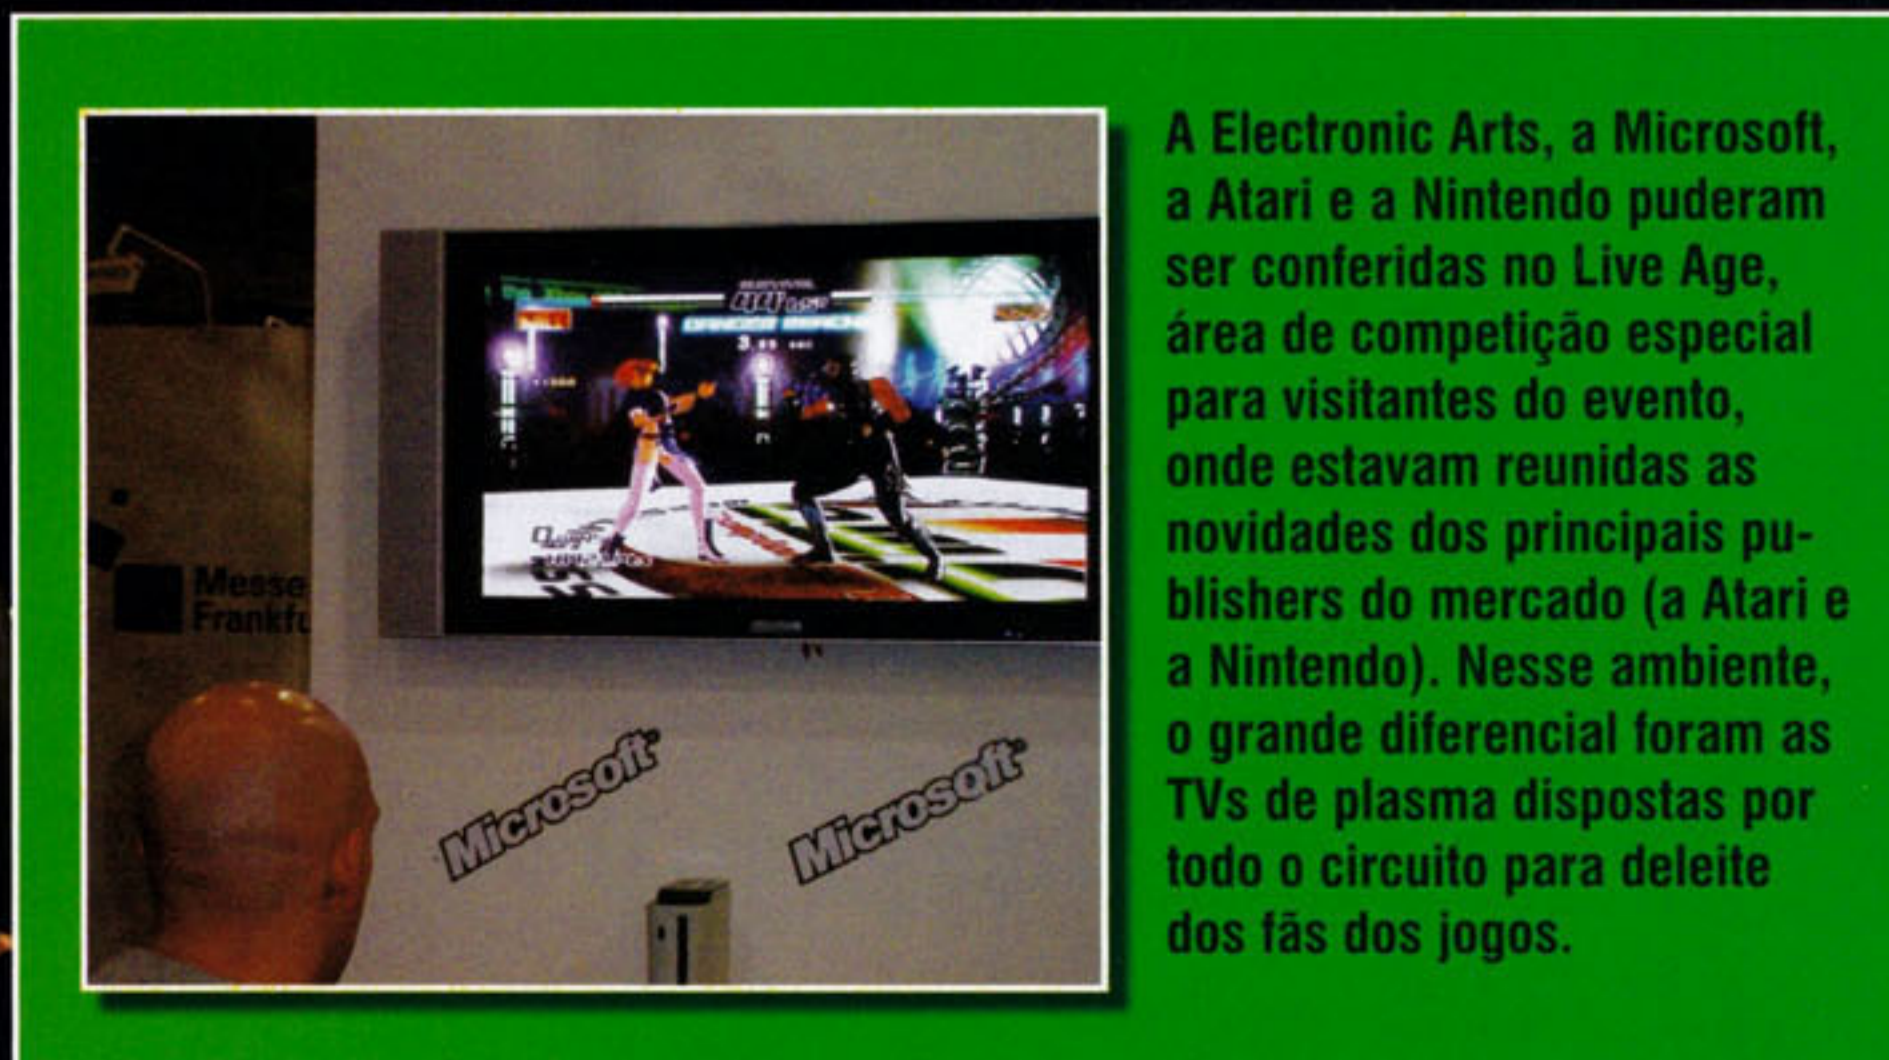 A Electronic Arts, a Microsoft,
a Atari e a Nintendo puderam
ser conferidas no Live Age,
área de competição especial
para visitantes do evento,
onde estavam reunidas as
novidades dos principais pu-
blishers do mercado (a Atari e
a Nintendo). Nesse ambiente,
o grande diferencial foram as
TVs de plasma dispostas por
todo o circuito para deleite
dos fãs dos jogos.
SURVIVAL
3
Messe
Frankfu
Microsoft
Microsoft